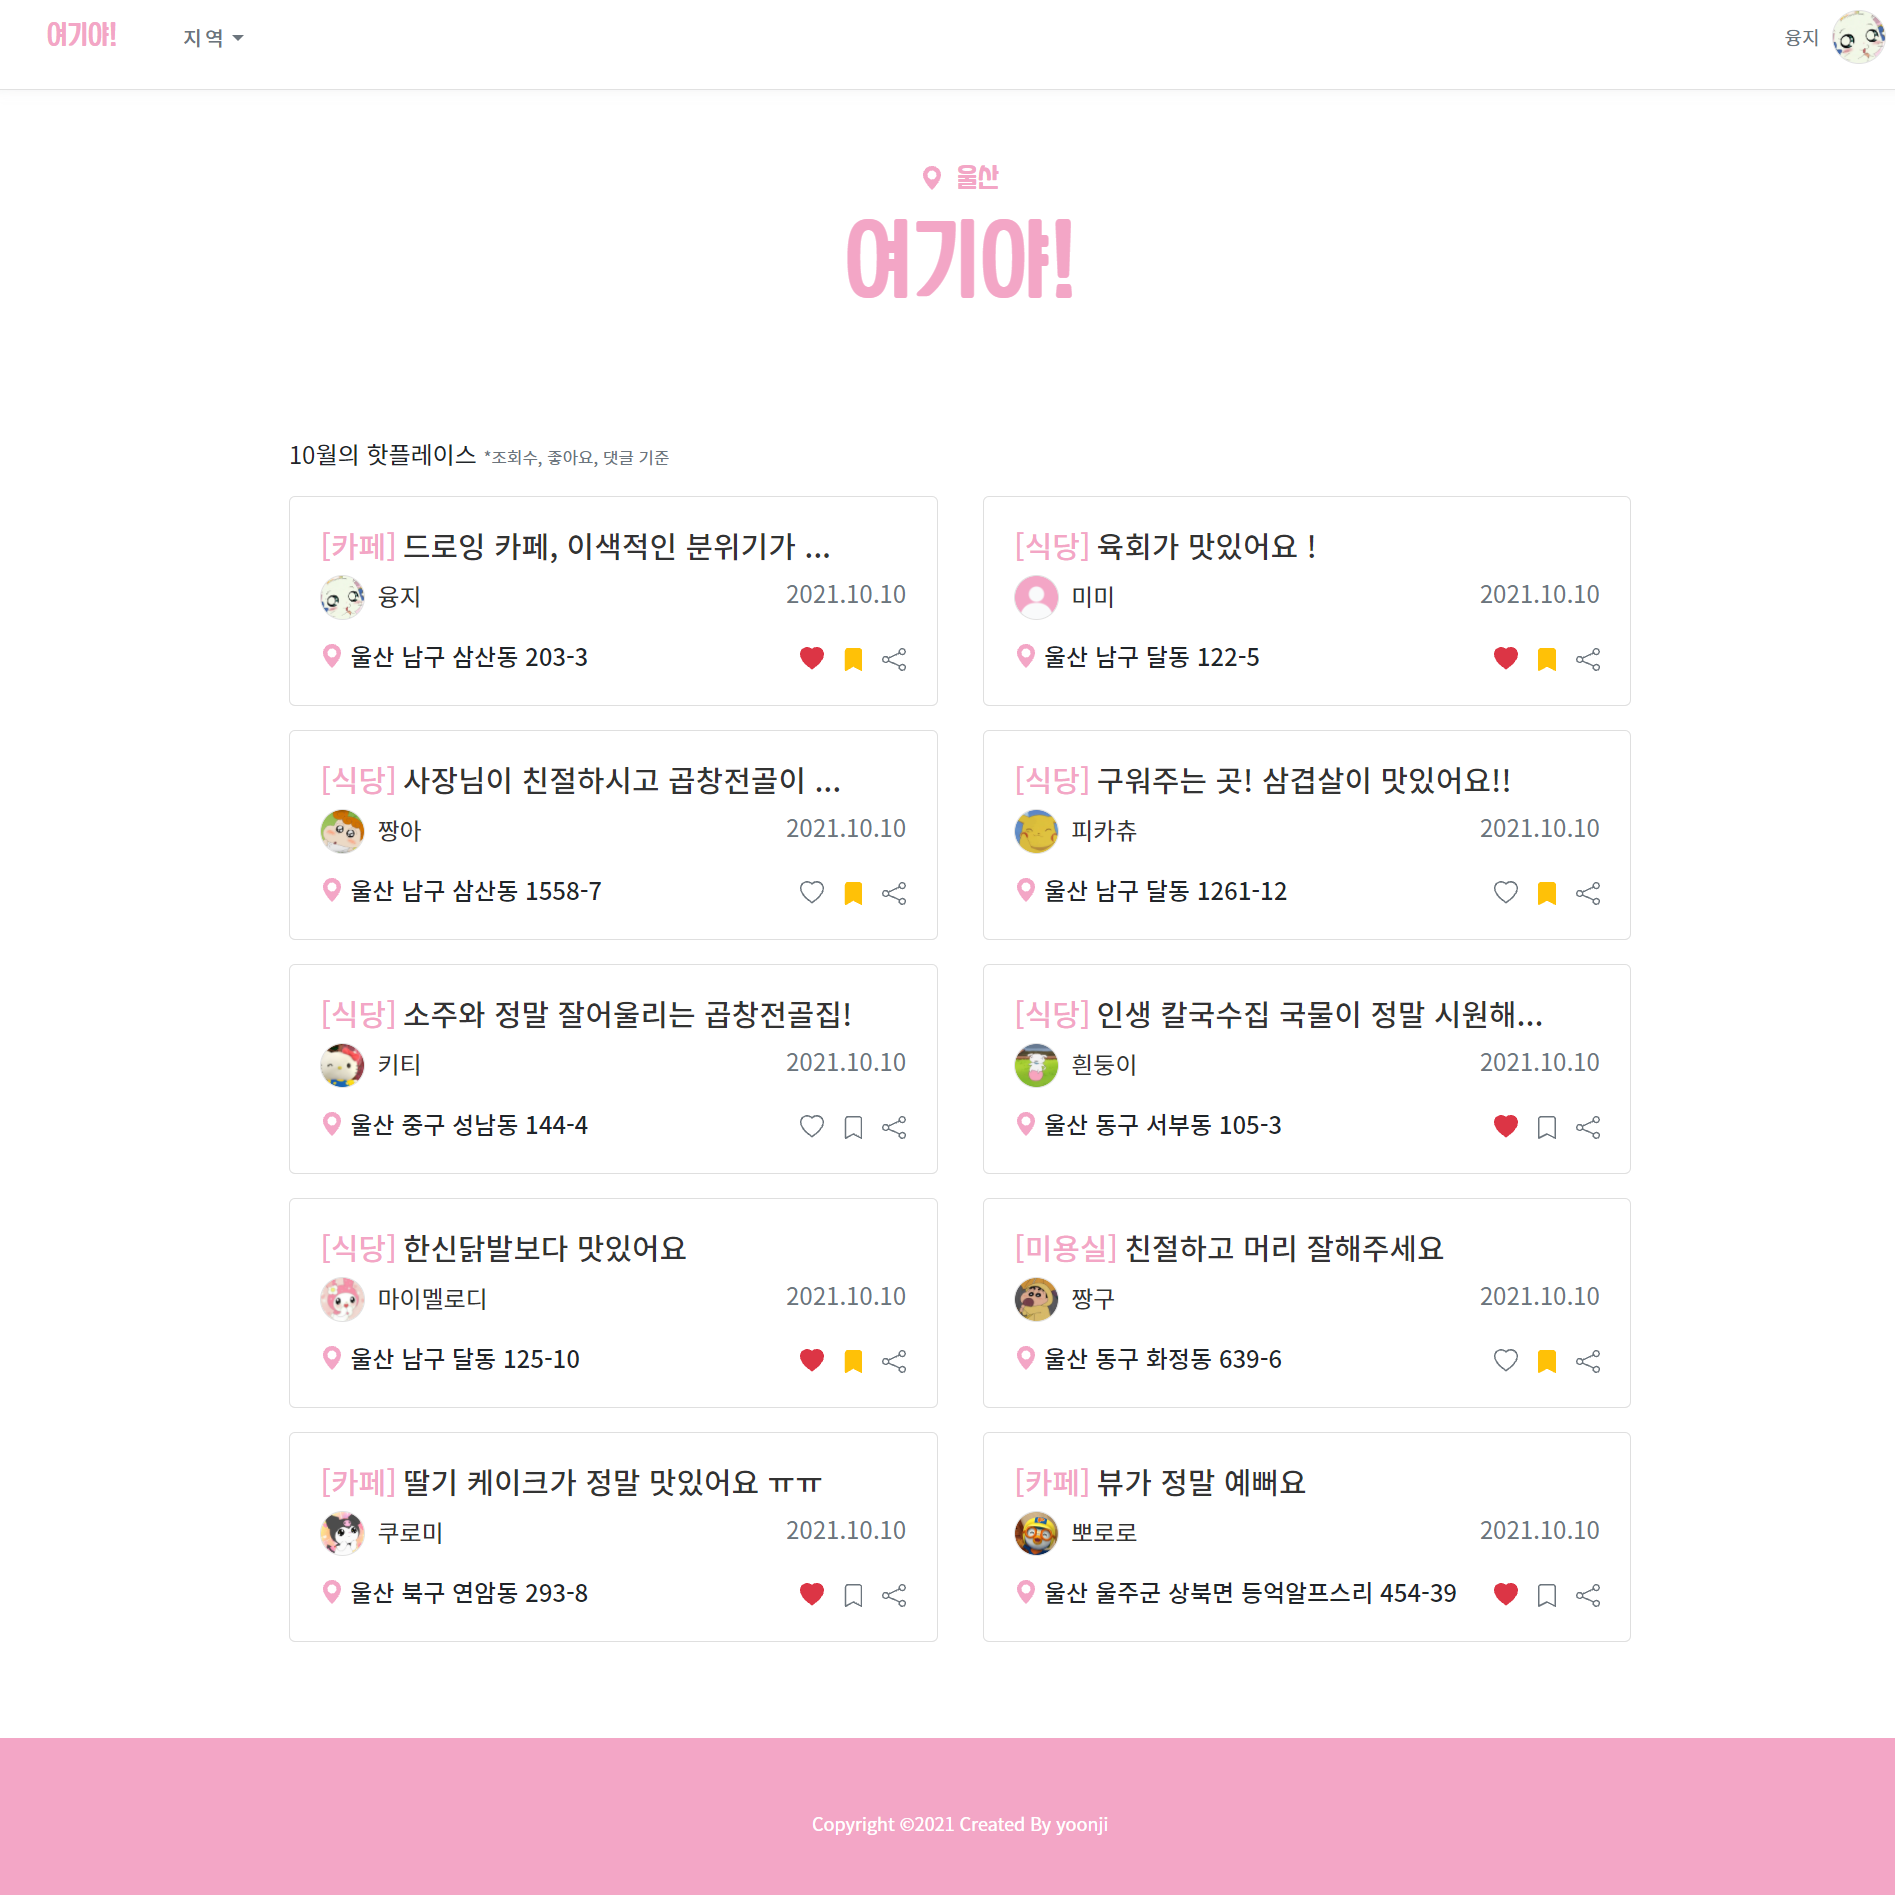 여기야!
지역
융지
울산
여기야!
10월의 핫플레이스 *조회수, 좋아요, 댓글 기준
[카페] 드로잉 카페, 이색적인 분위기가 ...
융지 2021.10.10
울산 남구 삼산동 203-3
[식당] 육회가 맛있어요 !
미미 2021.10.10
울산 남구 달동 122-5
[식당] 사장님이 친절하시고 곱창전골이 ...
짱아 2021.10.10
울산 남구 삼산동 1558-7
[식당] 구워주는 곳! 삼겹살이 맛있어요!!
피카츄 2021.10.10
울산 남구 달동 1261-12
[식당] 소주와 정말 잘어울리는 곱창전골집!
키티 2021.10.10
울산 중구 성남동 144-4
[식당] 인생 칼국수집 국물이 정말 시원해...
흰둥이 2021.10.10
울산 동구 서부동 105-3
[식당] 한신닭발보다 맛있어요
마이멜로디 2021.10.10
울산 남구 달동 125-10
[미용실] 친절하고 머리 잘해주세요
짱구 2021.10.10
울산 동구 화정동 639-6
[카페] 딸기 케이크가 정말 맛있어요 ㅠㅠ
쿠로미 2021.10.10
울산 북구 연암동 293-8
[카페] 뷰가 정말 예뻐요
뽀로로 2021.10.10
울산 울주군 상북면 등억알프스리 454-39
Copyright ©2021 Created By yoonji